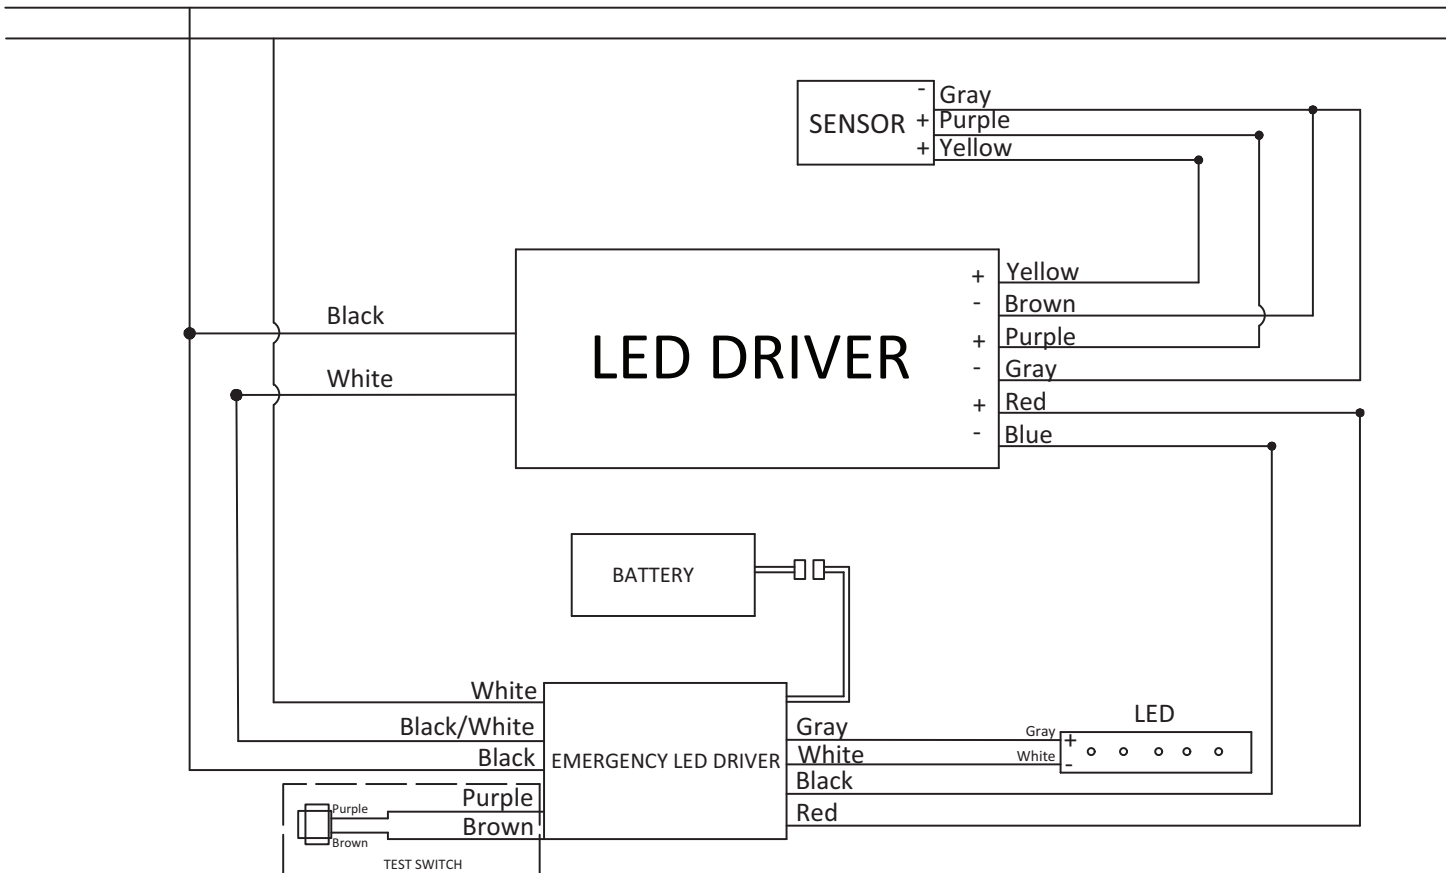 - Gray
SENSOR + Purple
+ Yellow
+ Yellow
- Brown
Black
LED DRIVER
+ Purple
- Gray
White
+ Red
- Blue
BATTERY
White
Black/White
Black
EMERGENCY LED DRIVER
Gray
White
Black
Red
LED
Gray +
White -
Purple
Brown
Purple
Brown
TEST SWITCH